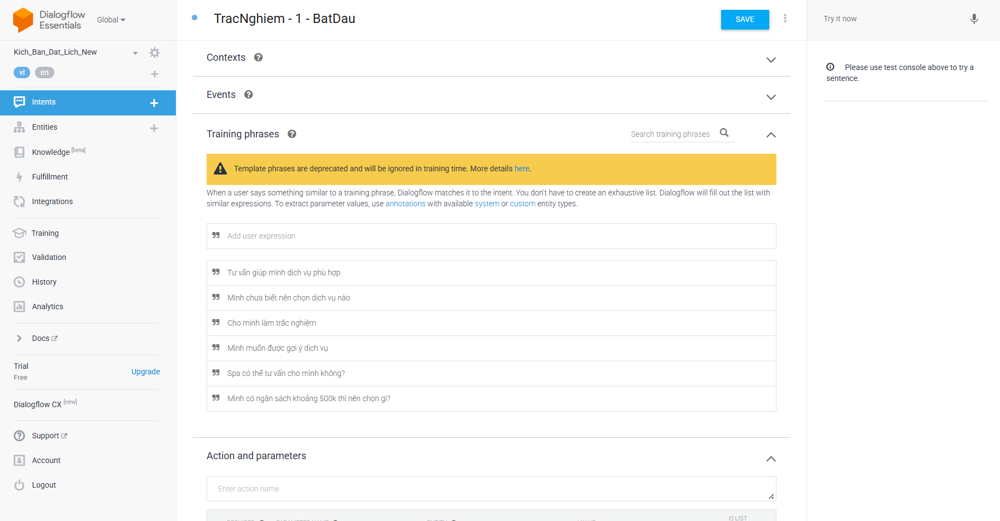 Dialogflow
Essentials
Global
Kich_Ban_Dat_Lich_New
vi en
Intents
Entities
Knowledge [beta]
Fulfillment
Integrations
Training
Validation
History
Analytics
Docs
Trial
Free
Upgrade
Dialogflow CX [new]
Support
Account
Logout
TracNghiem - 1 - BatDau
SAVE
Contexts
Events
Training phrases
Search training phrases
Template phrases are deprecated and will be ignored in training time. More details here.
When a user says something similar to a training phrase, Dialogflow matches it to the intent. You don't have to create an exhaustive list. Dialogflow will fill out the list with
similar expressions. To extract parameter values, use annotations with available system or custom entity types.
Add user expression
Tư vấn giúp mình dịch vụ phù hợp
Mình chưa biết nên chọn dịch vụ nào
Cho mình làm trắc nghiệm
Mình muốn được gợi ý dịch vụ
Spa có thể tư vấn cho mình không?
Mình có ngân sách khoảng 500k thì nên chọn gì?
Action and parameters
Enter action name
IS LIST
Try it now
Please use test console above to try a
sentence.